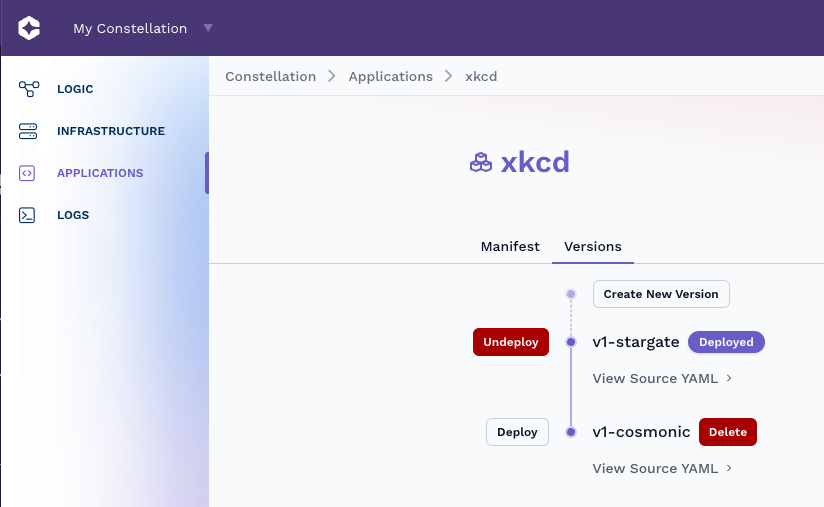 My Constellation
LOGIC
INFRASTRUCTURE
APPLICATIONS
LOGS
Constellation > Applications > xkcd
xkcd
Manifest Versions
Create New Version
Undeploy v1-stargate Deployed
View Source YAML >
Deploy v1-cosmonic Delete
View Source YAML >